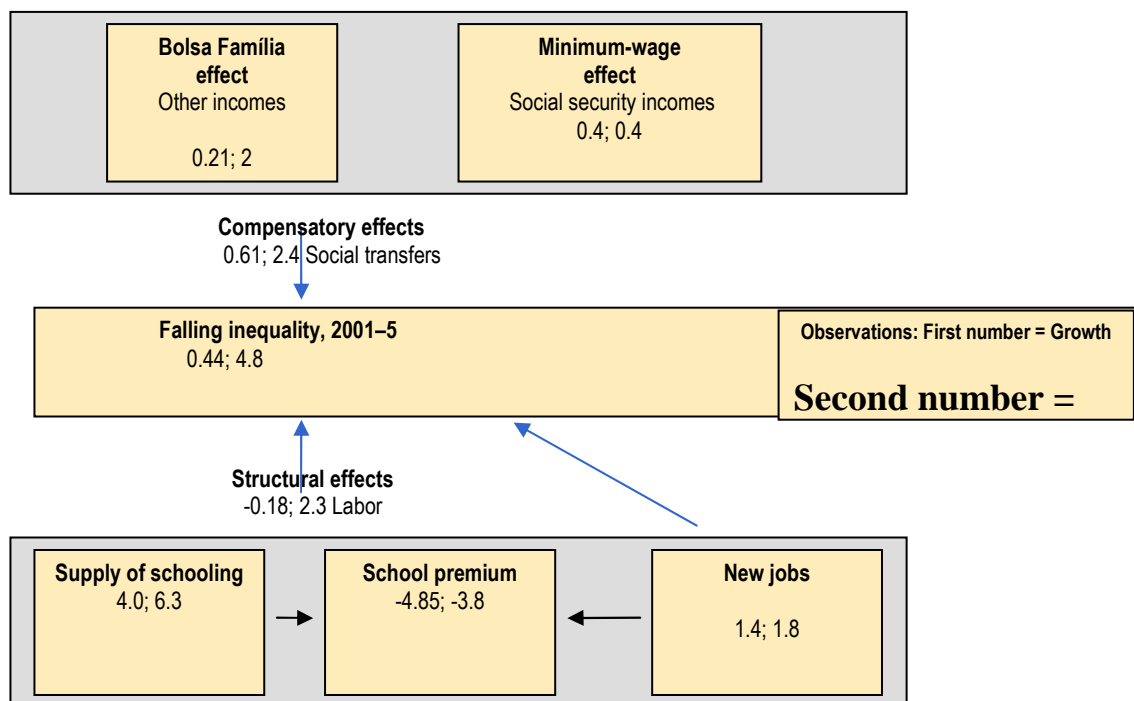 Bolsa Família
effect
Other incomes
0.21; 2
Minimum-wage
effect
Social security incomes
0.4; 0.4
Compensatory effects
0.61; 2.4 Social transfers
Falling inequality, 2001–5
0.44; 4.8
Observations: First number = Growth
Second number =
Structural effects
-0.18; 2.3 Labor
Supply of schooling
4.0; 6.3
School premium
-4.85; -3.8
New jobs
1.4; 1.8